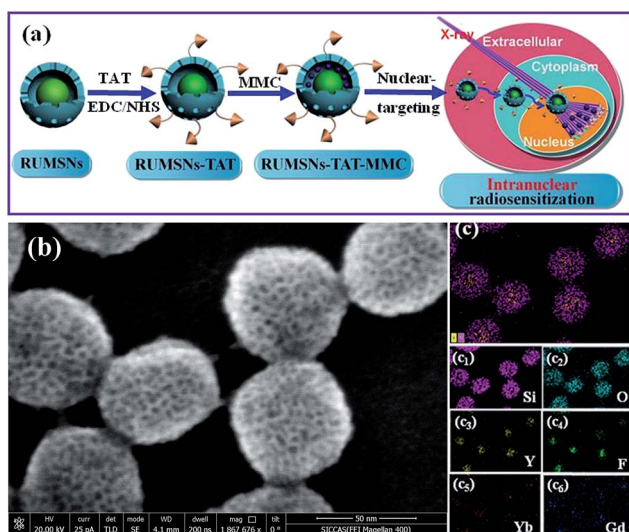 (a)
X-ray
Extracellular
Cytoplasm
Nucleus
TAT
EDC/NHS
MMC
Nuclear-
targeting
RUMSNs
RUMSNs-TAT
RUMSNs-TAT-MMC
Intranuclear
radiosensitization
(b)
(c)
(c1)
Si
(c2)
O
(c3)
Y
(c4)
F
(c5)
Yb
(c6)
Gd
HV curr det mode WD dwell mag
20.00 kV 25 pA TLD SE 4.1 mm 200 ns 1 867 676 x
50 nm
SICCAS(FEI Magellan 400)